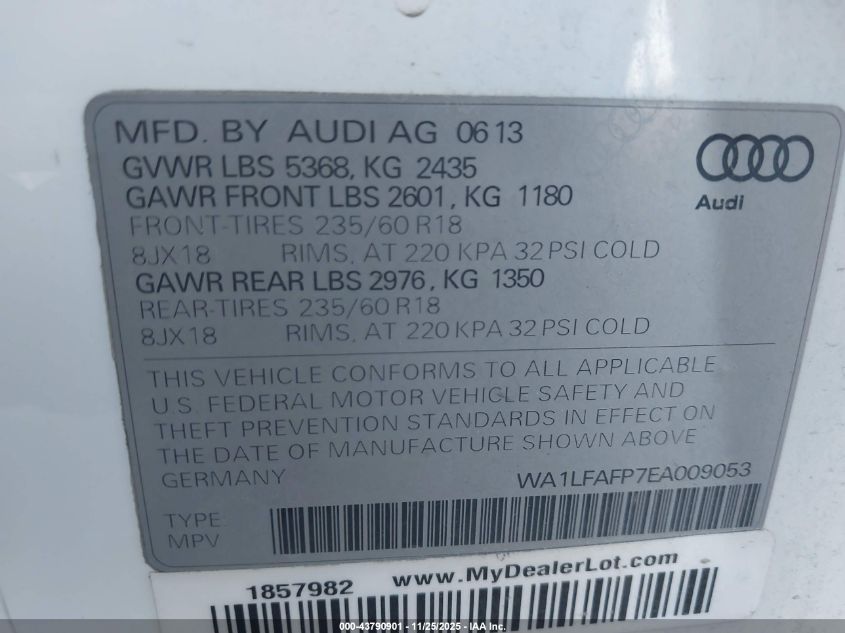 MFD. BY AUDI AG 0613
GVWR LBS 5368, KG 2435
GAWR FRONT LBS 2601, KG 1180
FRONT-TIRES 235/60 R18
8JX18 RIMS, AT 220 KPA 32 PSI COLD
GAWR REAR LBS 2976, KG 1350
REAR-TIRES 235/60 R18
8JX18 RIMS, AT 220 KPA 32 PSI COLD
Audi
THIS VEHICLE CONFORMS TO ALL APPLICABLE
U.S. FEDERAL MOTOR VEHICLE SAFETY AND
THEFT PREVENTION STANDARDS IN EFFECT ON
THE DATE OF MANUFACTURE SHOWN ABOVE
GERMANY WA1LFAFP7EA009053
TYPE:
MPV
1857982 www.MyDealerLot.com
000-43790901 - 11/25/2025 - IAA Inc.